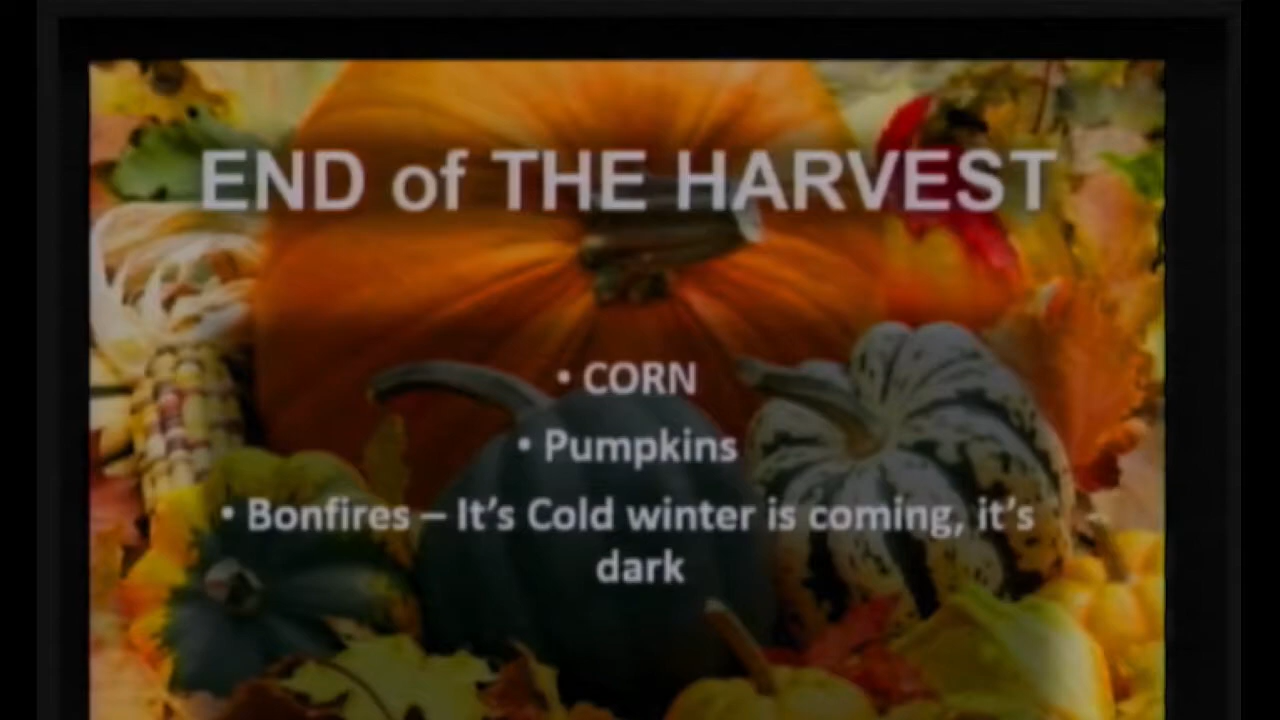 END of THE HARVEST
• CORN
• Pumpkins
• Bonfires – It’s Cold winter is coming, it’s
dark